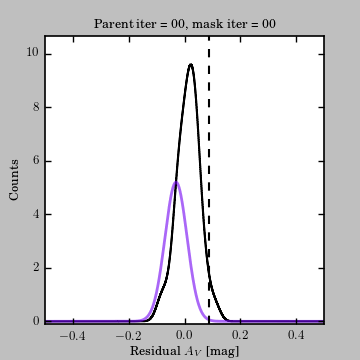 Parent iter = 00, mask iter = 00
Counts
10
8
6
4
2
0
−0.4 −0.2 0.0 0.2 0.4
Residual A_V [mag]